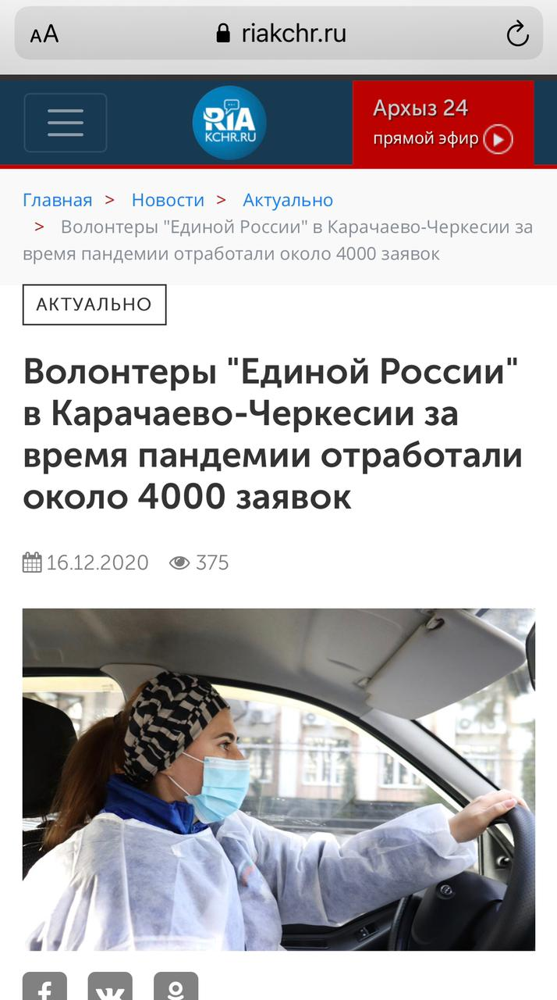 AA riakchr.ru
RiA
KCHR.RU
Архыз 24
прямой эфир
Главная > Новости > Актуально
> Волонтеры "Единой России" в Карачаево-Черкесии за
время пандемии отработали около 4000 заявок
АКТУАЛЬНО
Волонтеры "Единой России"
в Карачаево-Черкесии за
время пандемии отработали
около 4000 заявок
16.12.2020 375